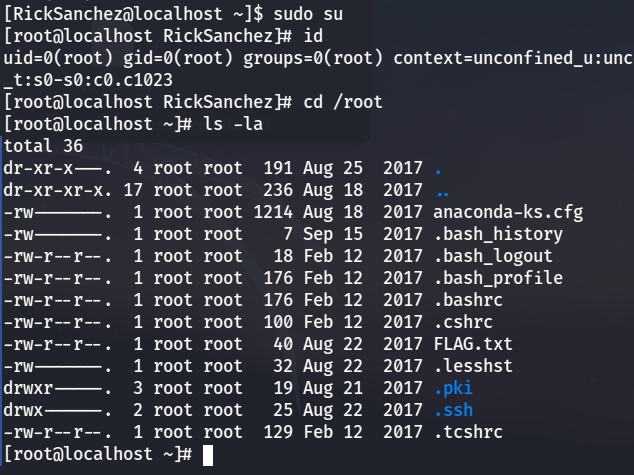 [RickSanchez@localhost ~]$ sudo su
[root@localhost RickSanchez]# id
uid=0(root) gid=0(root) groups=0(root) context=unconfined_u:unc
_t:s0-s0:c0.c1023
[root@localhost RickSanchez]# cd /root
[root@localhost ~]# ls -la
total 36
dr-xr-x---.  4 root root  191 Aug 25  2017 .
dr-xr-xr-x. 17 root root  236 Aug 18  2017 ..
-rw-------.  1 root root 1214 Aug 18  2017 anaconda-ks.cfg
-rw-------.  1 root root    7 Sep 15  2017 .bash_history
-rw-r--r--.  1 root root   18 Feb 12  2017 .bash_logout
-rw-r--r--.  1 root root  176 Feb 12  2017 .bash_profile
-rw-r--r--.  1 root root  176 Feb 12  2017 .bashrc
-rw-r--r--.  1 root root  100 Feb 12  2017 .cshrc
-rw-r--r--.  1 root root   40 Aug 22  2017 FLAG.txt
-rw-------.  1 root root   32 Aug 22  2017 .lesshst
drwxr-----.  3 root root   19 Aug 21  2017 .pki
drwx------.  2 root root   25 Aug 22  2017 .ssh
-rw-r--r--.  1 root root  129 Feb 12  2017 .tcshrc
[root@localhost ~]#